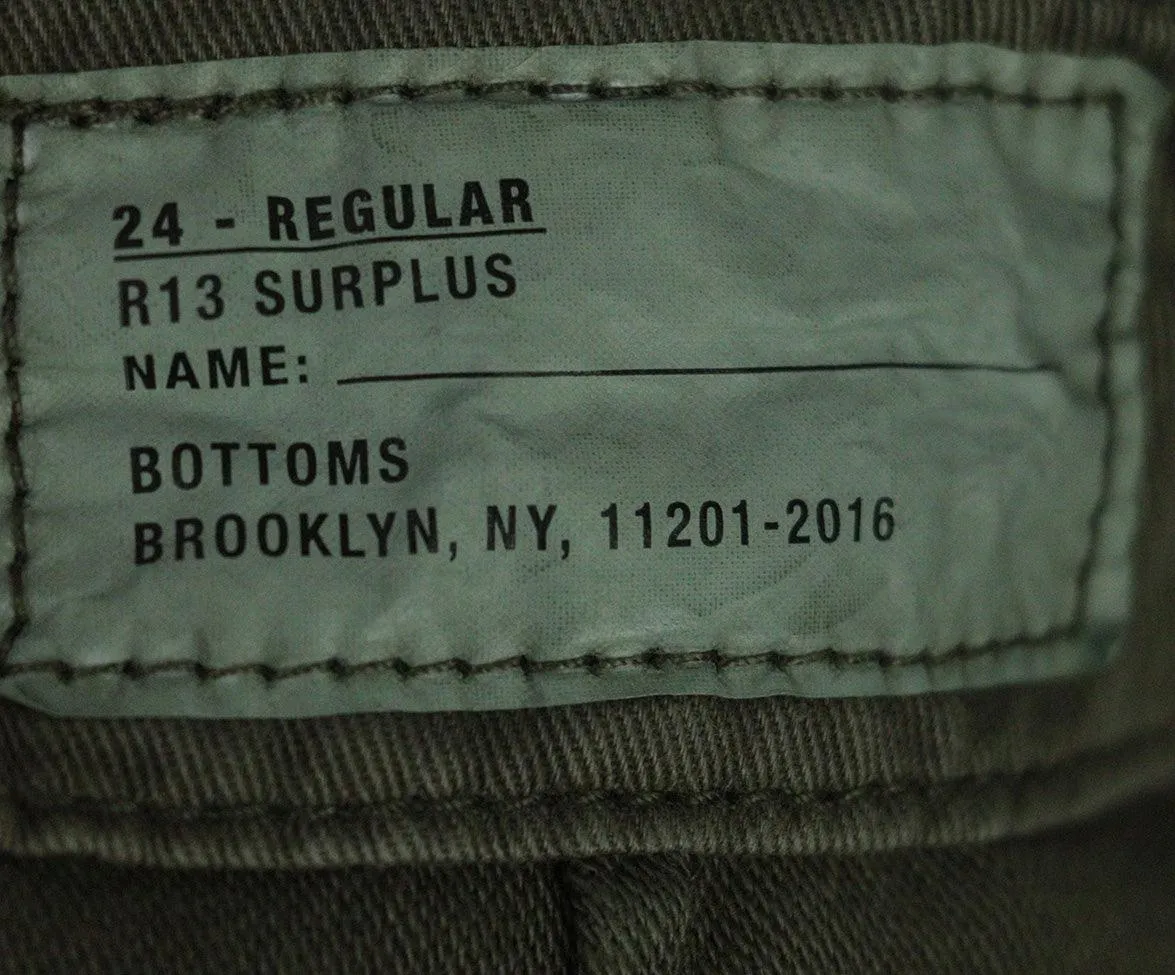 24 - REGULAR
R13 SURPLUS
NAME:
BOTTOMS
BROOKLYN, NY, 11201-2016